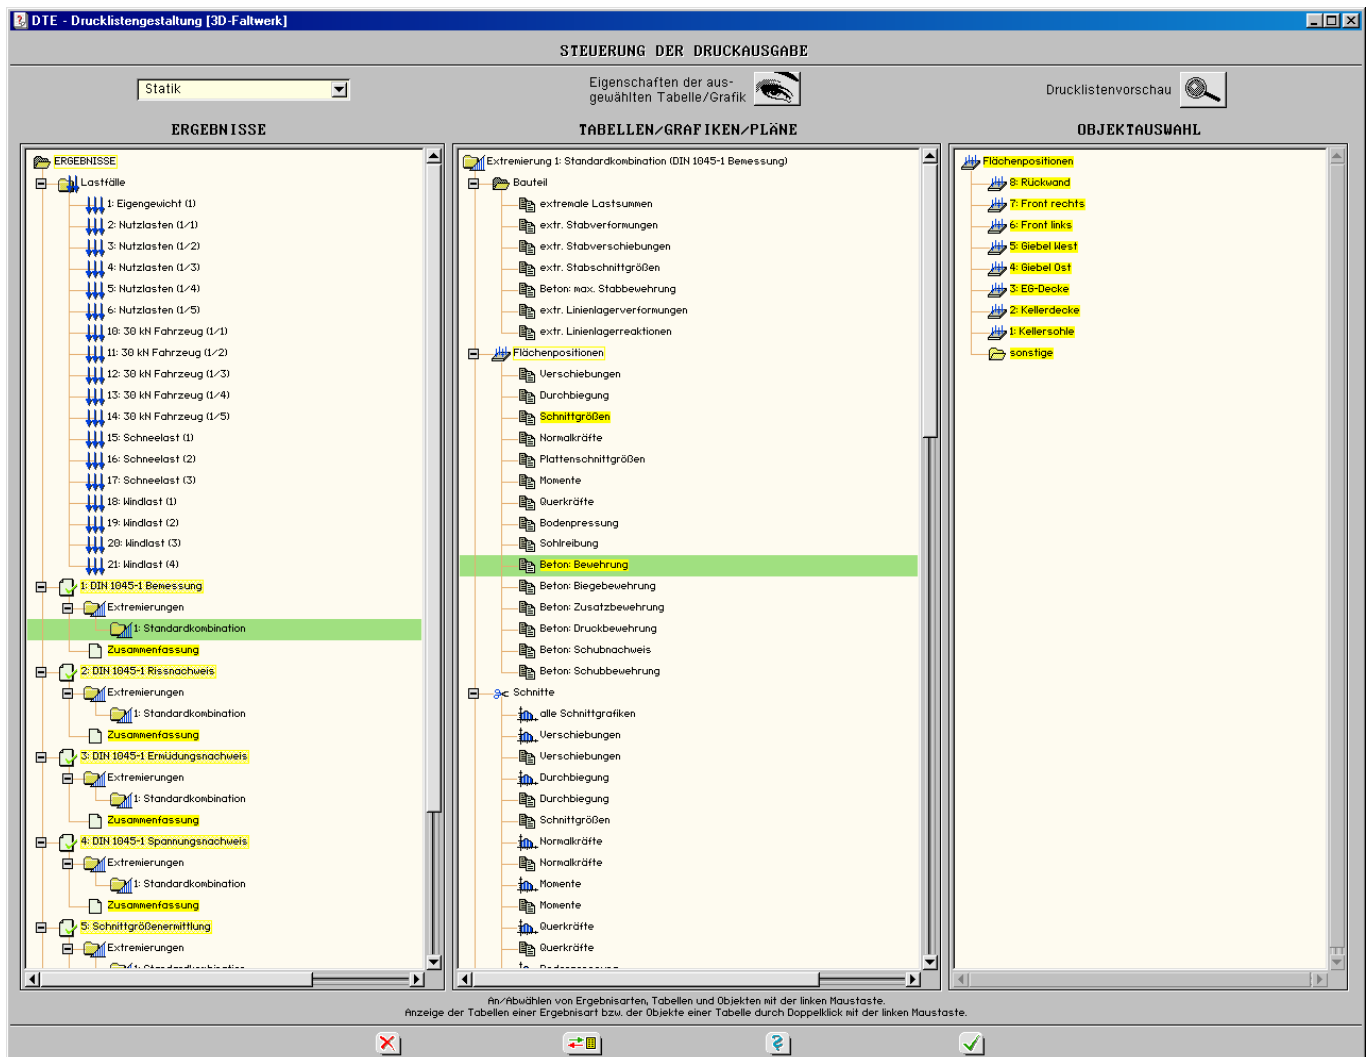 DTE - Drucklistengestaltung [3D-Faltwerk]
STEUERUNG DER DRUCKAUSGABE
Statik
Eigenschaften der aus-
gewählten Tabelle/Grafik
Drucklistenvorschau
ERGEBNISSE
ERGEBNISSE
Lastfälle
1: Eigengewicht (1)
2: Nutzlasten (1/1)
3: Nutzlasten (1/2)
4: Nutzlasten (1/3)
5: Nutzlasten (1/4)
6: Nutzlasten (1/5)
10: 30 kN Fahrzeug (1/1)
11: 30 kN Fahrzeug (1/2)
12: 30 kN Fahrzeug (1/3)
13: 30 kN Fahrzeug (1/4)
14: 30 kN Fahrzeug (1/5)
15: Schneelast (1)
16: Schneelast (2)
17: Schneelast (3)
18: Windlast (1)
19: Windlast (2)
20: Windlast (3)
21: Windlast (4)
1: DIN 1045-1 Bemessung
Extremierungen
1: Standardkombination
Zusammenfassung
2: DIN 1045-1 Rissnachweis
Extremierungen
1: Standardkombination
Zusammenfassung
3: DIN 1045-1 Ermüdungsnachweis
Extremierungen
1: Standardkombination
Zusammenfassung
4: DIN 1045-1 Spannungsnachweis
Extremierungen
1: Standardkombination
Zusammenfassung
5: Schnittgrößenermittlung
Extremierungen
1: Standardkombination
TABELLEN/GRAFIKEN/PLÄNE
Extremierung 1: Standardkombination (DIN 1045-1 Bemessung)
Bauteil
extremale Lastsummen
extr. Stabverformungen
extr. Stabverschiebungen
extr. Stabschnittgrößen
Beton: max. Stabbewehrung
extr. Linienlagerverformungen
extr. Linienlagerreaktionen
Flächenpositionen
Verschiebungen
Durchbiegung
Schnittgrößen
Normalkräfte
Plattenschnittgrößen
Momente
Querkräfte
Bodenpressung
Sohlreibung
Beton: Bewehrung
Beton: Biegebewehrung
Beton: Zusatzbewehrung
Beton: Druckbewehrung
Beton: Schubnachweis
Beton: Schubbewehrung
Schnitte
alle Schnittgrafiken
Verschiebungen
Verschiebungen
Durchbiegung
Durchbiegung
Schnittgrößen
Normalkräfte
Normalkräfte
Momente
Momente
Querkräfte
Querkräfte
Bodenpressung
OBJEKTAUSWAHL
Flächenpositionen
8: Rückwand
7: Front rechts
6: Front links
5: Giebel West
4: Giebel Ost
3: EG-Decke
2: Kellerdecke
1: Kellersohle
sonstige
An/Abwählen von Ergebnisarten, Tabellen und Objekten mit der linken Maustaste.
Anzeige der Tabellen einer Ergebnisart bzw. der Objekte einer Tabelle durch Doppelklick mit der linken Maustaste.